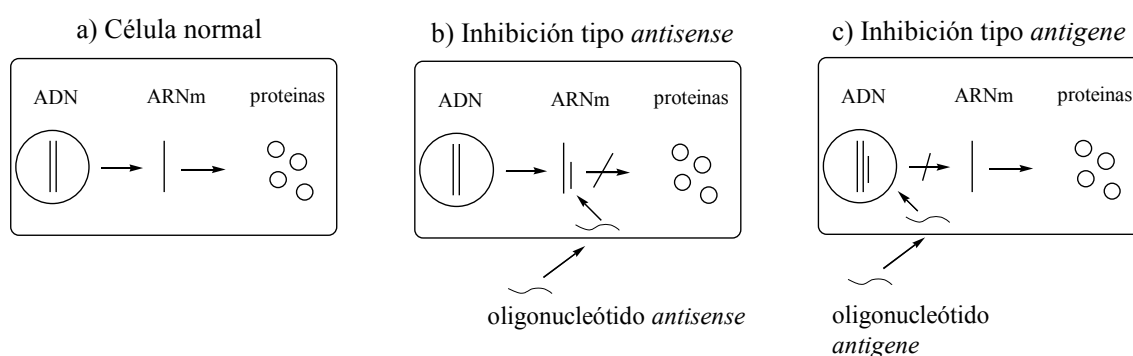 a) Célula normal
ADN ARNm proteinas
b) Inhibición tipo antisense
ADN ARNm proteinas
oligonucleótido antisense
c) Inhibición tipo antigene
ADN ARNm proteinas
oligonucleótido
antigene